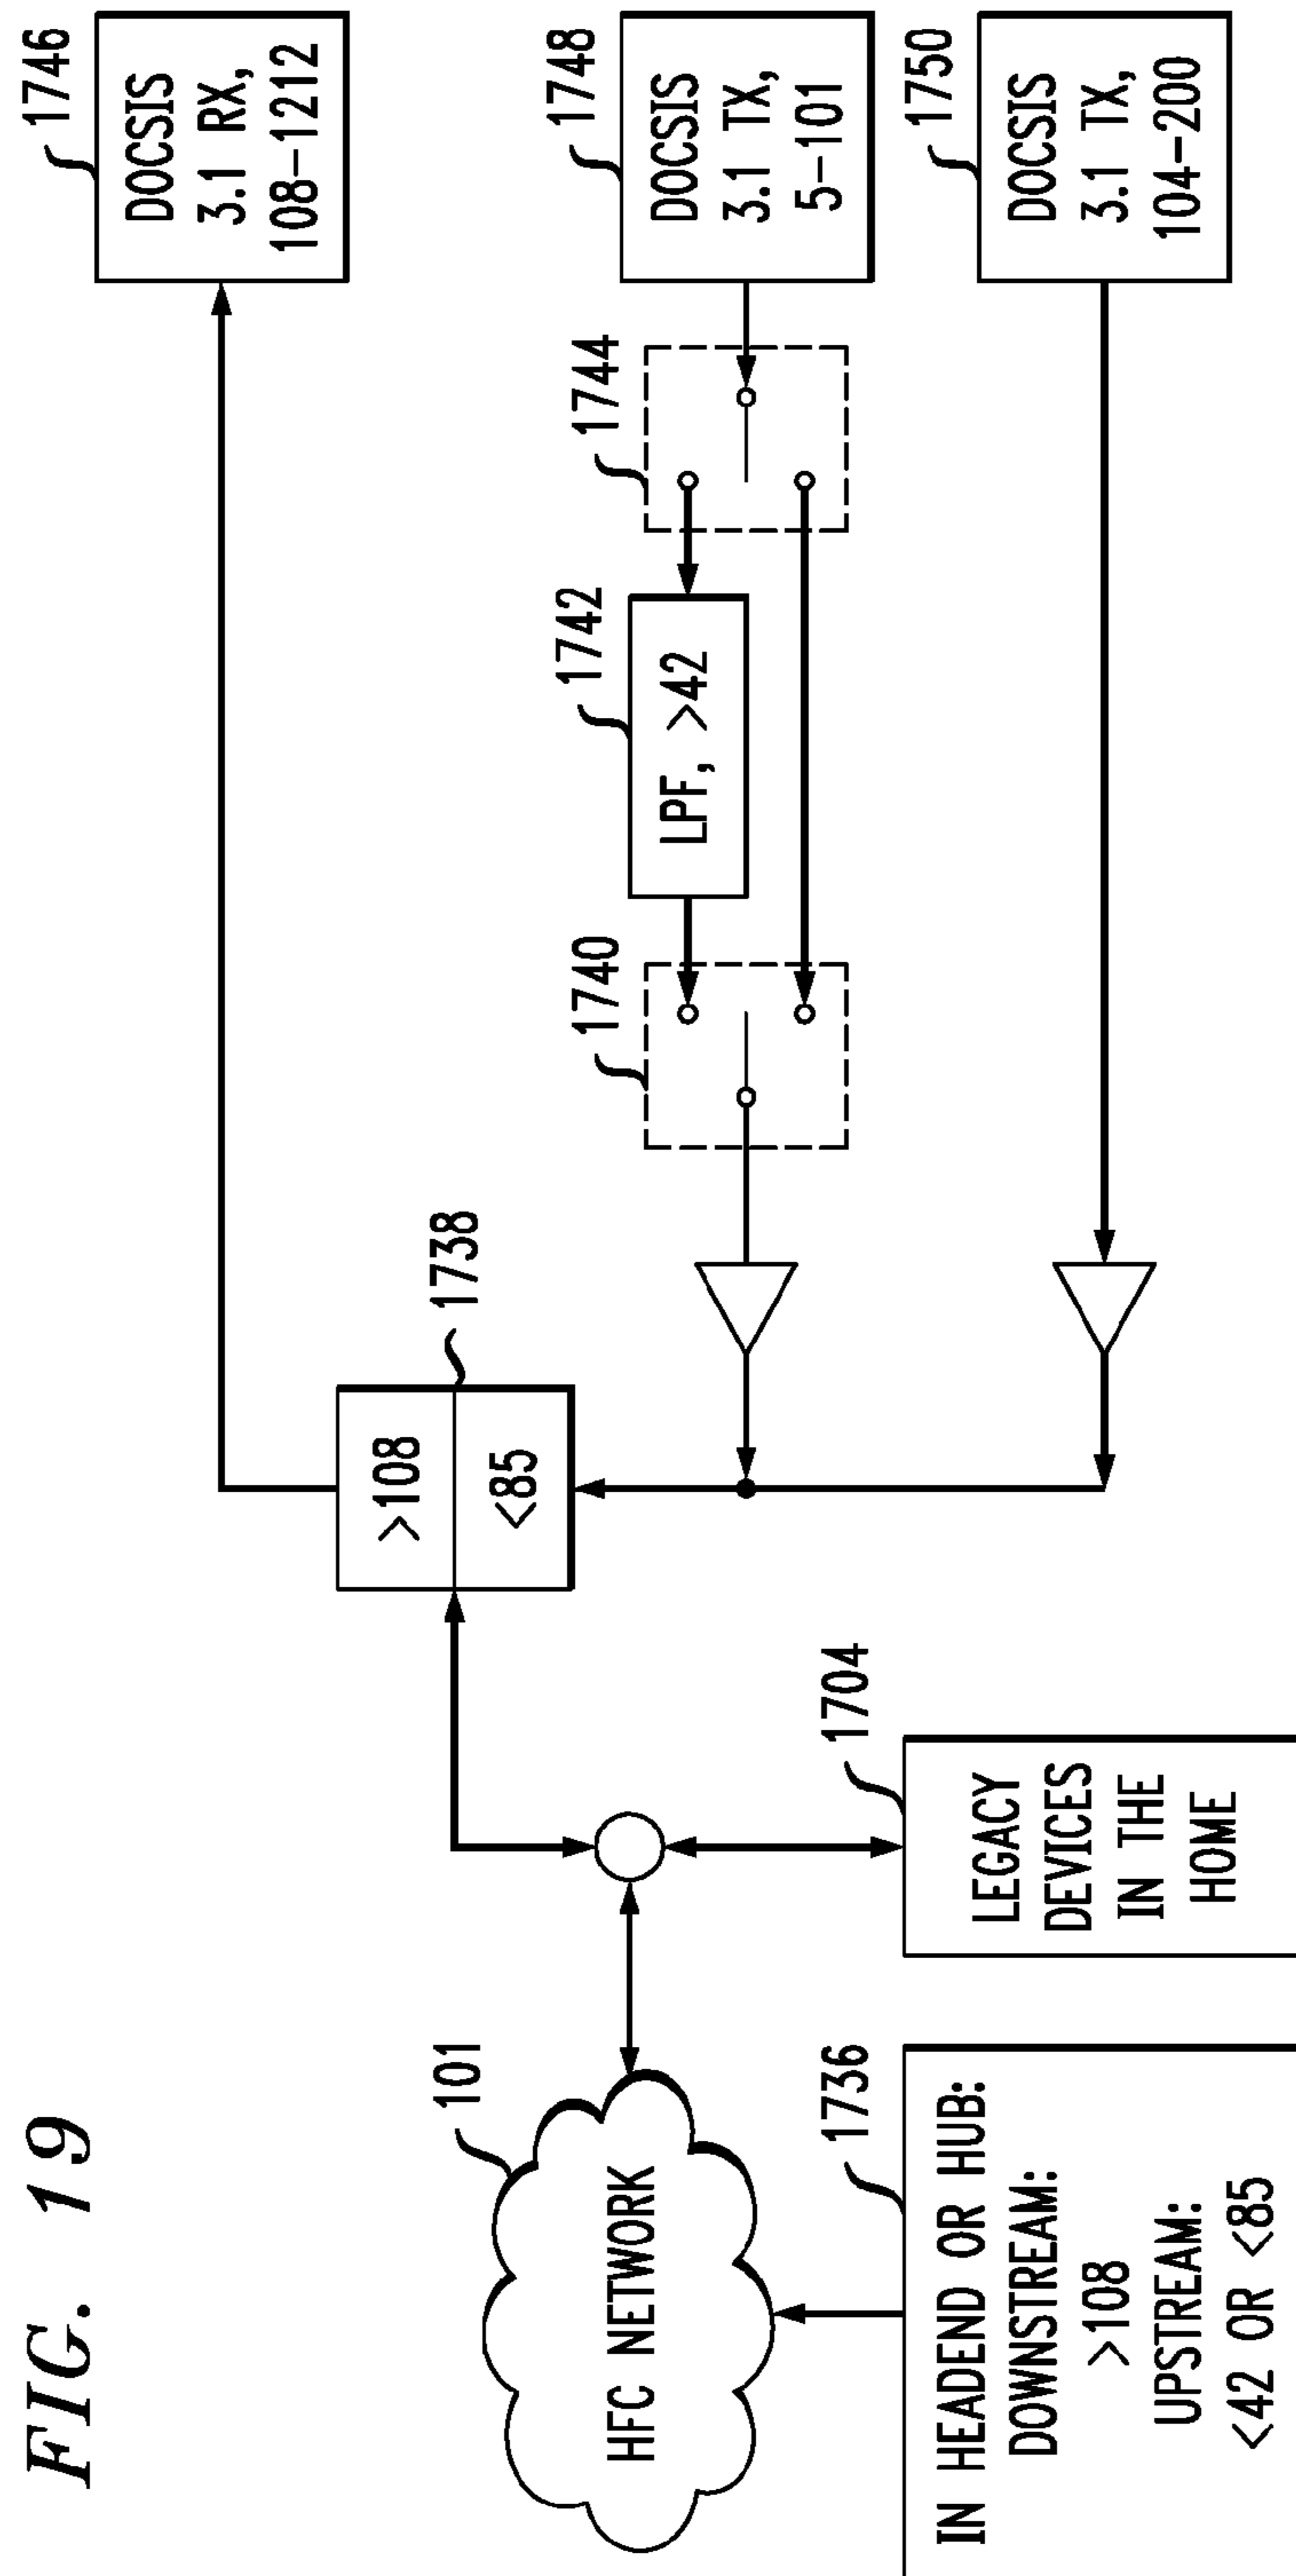 FIG. 19
101
HFC NETWORK
1736
IN HEADEND OR HUB:
DOWNSTREAM:
>108
UPSTREAM:
<42 OR <85
1704
LEGACY
DEVICES
IN THE
HOME
1738
>108
<85
1740
1742
LPF, >42
1744
1746
DOCSIS
3.1 RX,
108-1212
1748
DOCSIS
3.1 TX,
5-101
1750
DOCSIS
3.1 TX,
104-200